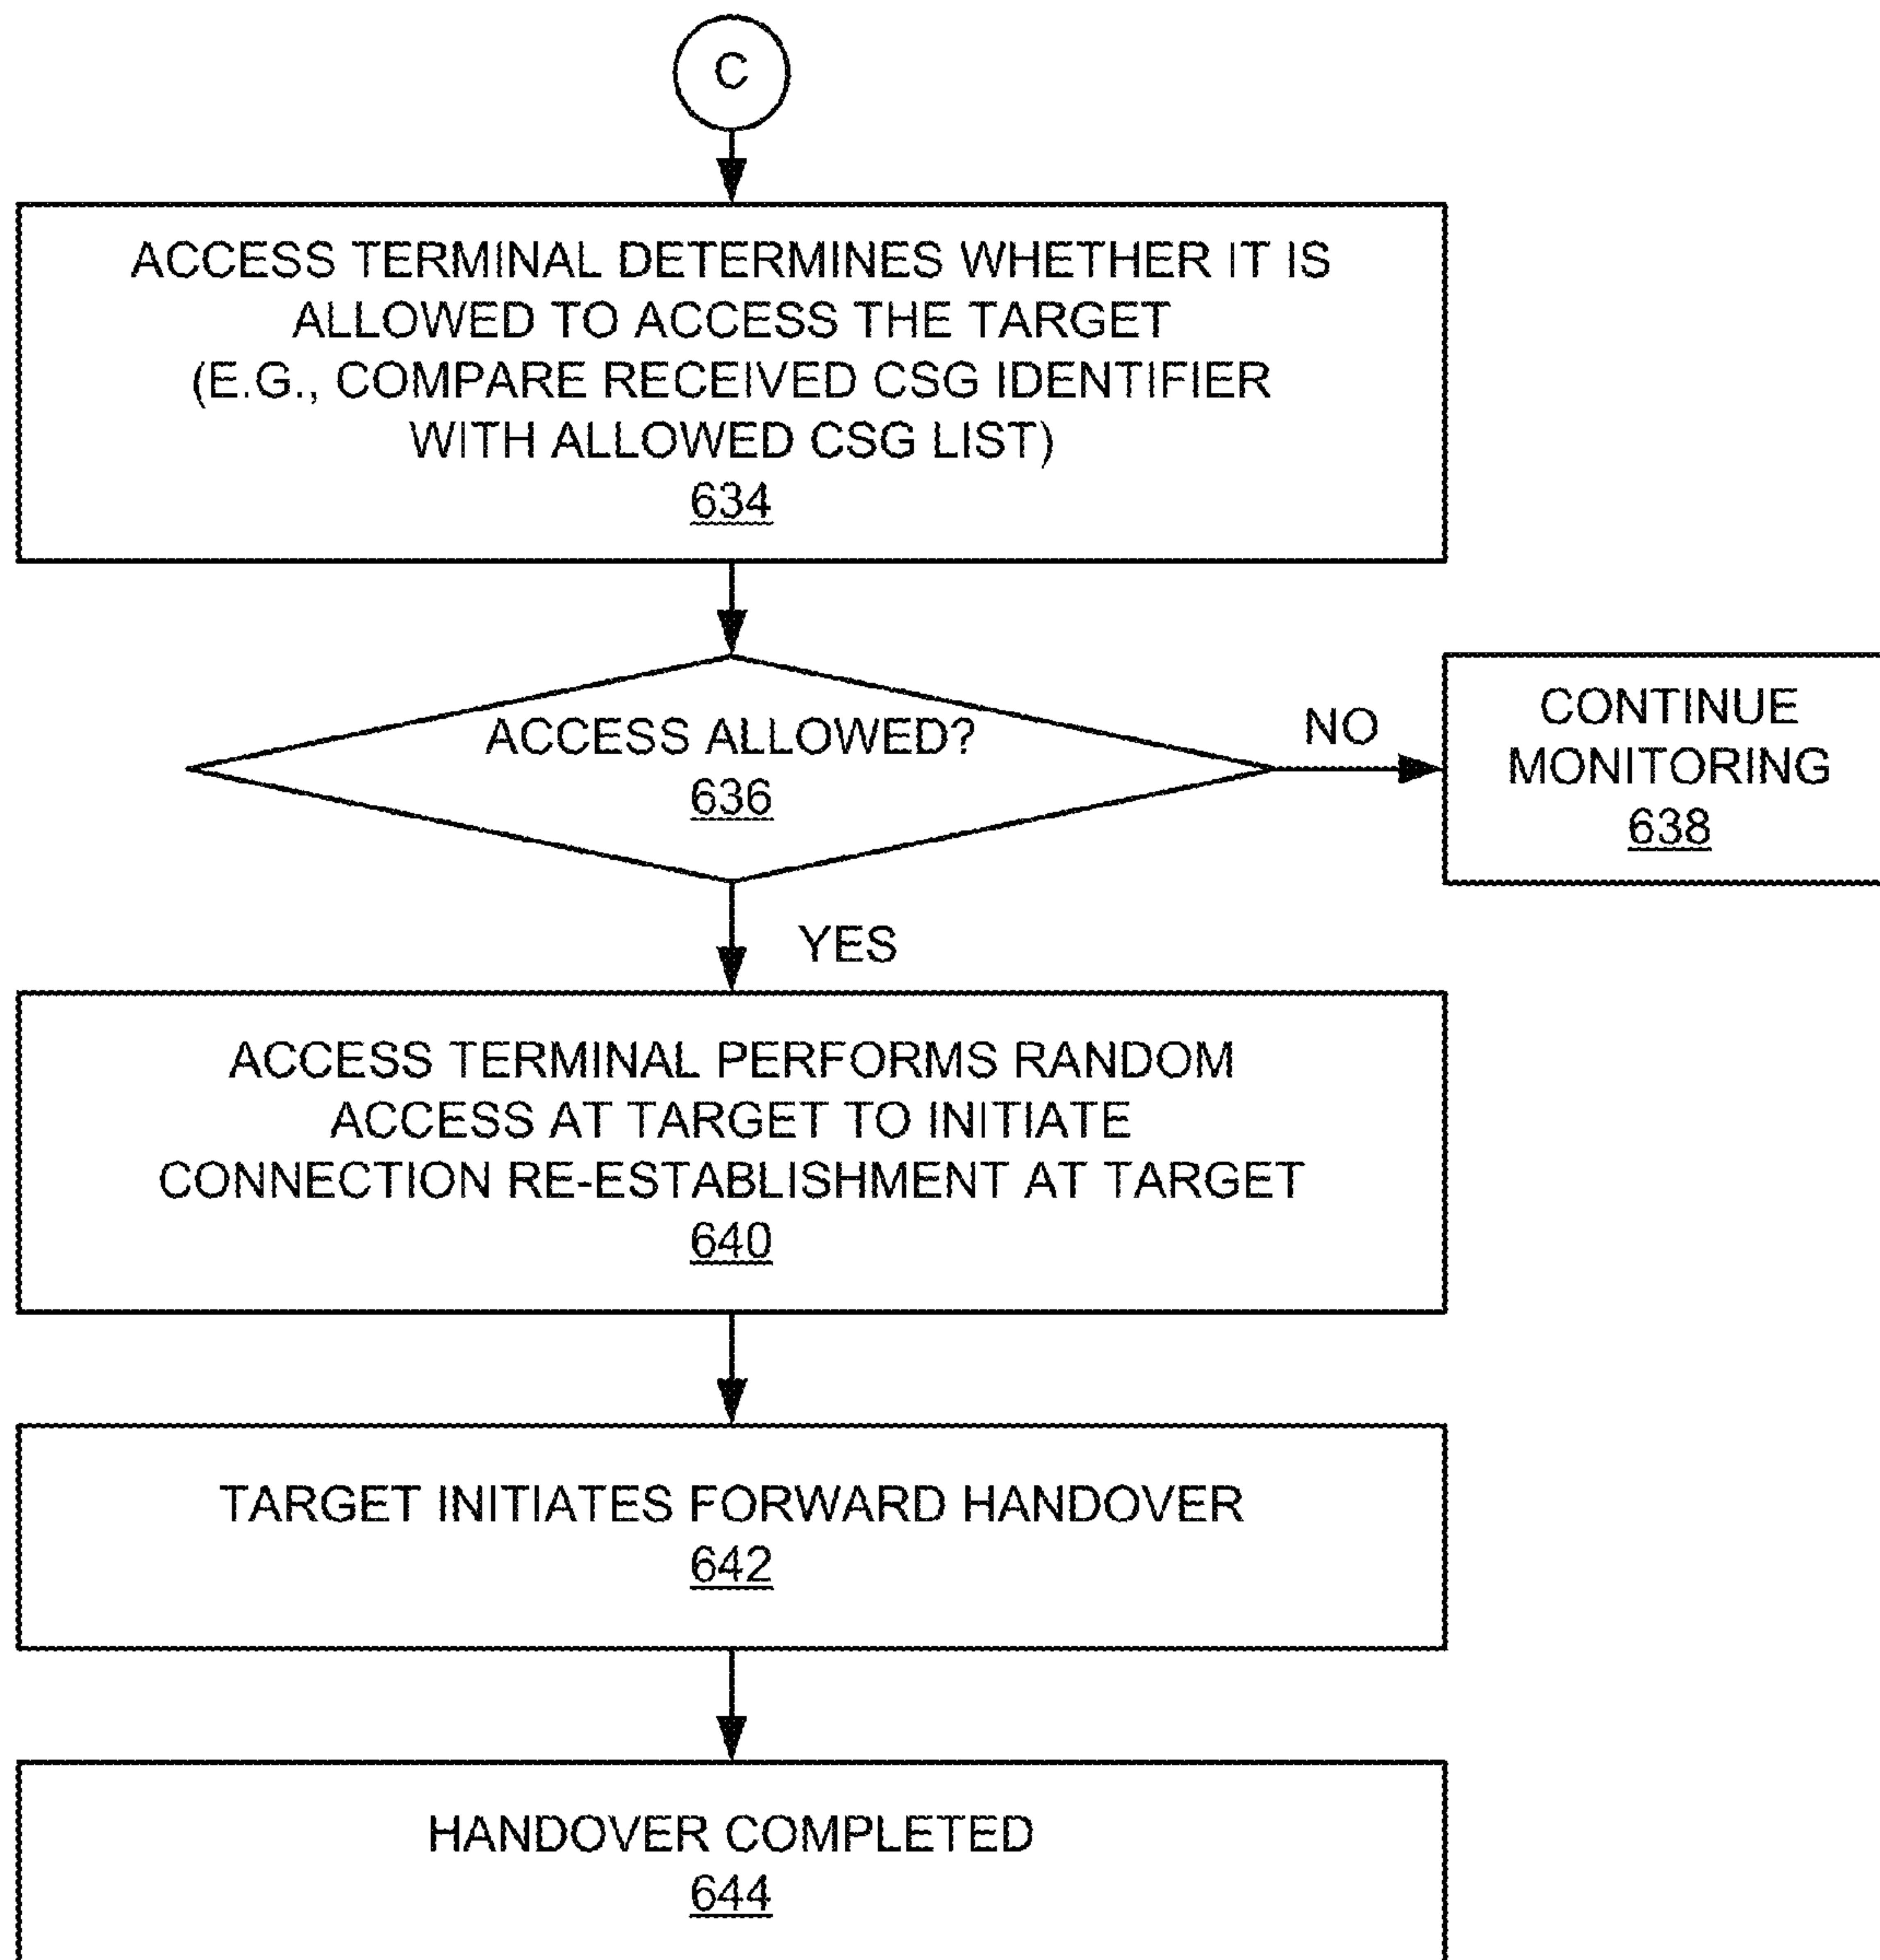 C
ACCESS TERMINAL DETERMINES WHETHER IT IS
ALLOWED TO ACCESS THE TARGET
(E.G., COMPARE RECEIVED CSG IDENTIFIER
WITH ALLOWED CSG LIST)
634
ACCESS ALLOWED?
636
NO
CONTINUE
MONITORING
638
YES
ACCESS TERMINAL PERFORMS RANDOM
ACCESS AT TARGET TO INITIATE
CONNECTION RE-ESTABLISHMENT AT TARGET
640
TARGET INITIATES FORWARD HANDOVER
642
HANDOVER COMPLETED
644